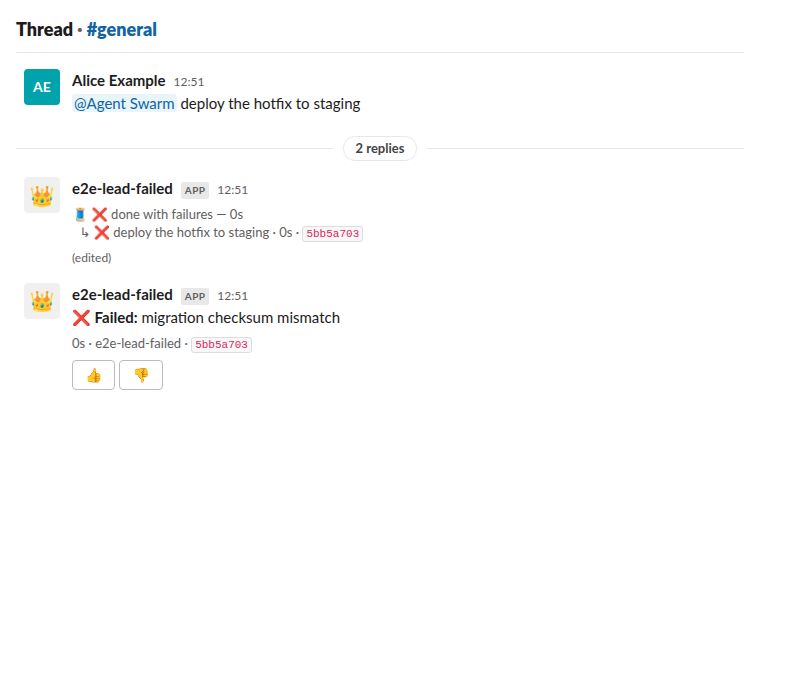 Thread • #general
AE
Alice Example 12:51
@Agent Swarm deploy the hotfix to staging
2 replies
e2e-lead-failed APP 12:51
🧵 ❌ done with failures — 0s
↳ ❌ deploy the hotfix to staging · 0s · 5bb5a703
(edited)
e2e-lead-failed APP 12:51
❌ Failed: migration checksum mismatch
0s · e2e-lead-failed · 5bb5a703
👍 👎